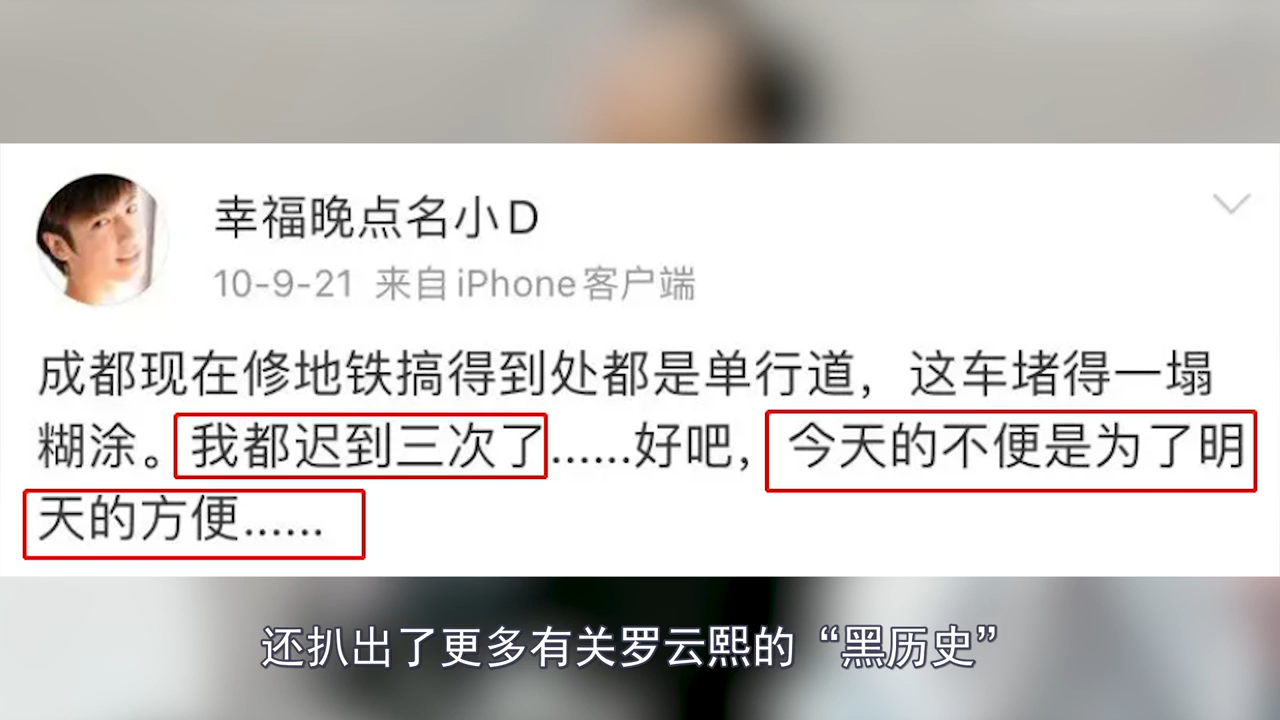 幸福晚点名小D
10-9-21 来自iPhone客户端
成都现在修地铁搞得到处都是单行道，这车堵得一塌
糊涂。我都迟到三次了......好吧，今天的不便是为了明
天的方便......
还扒出了更多有关罗云熙的“黑历史”